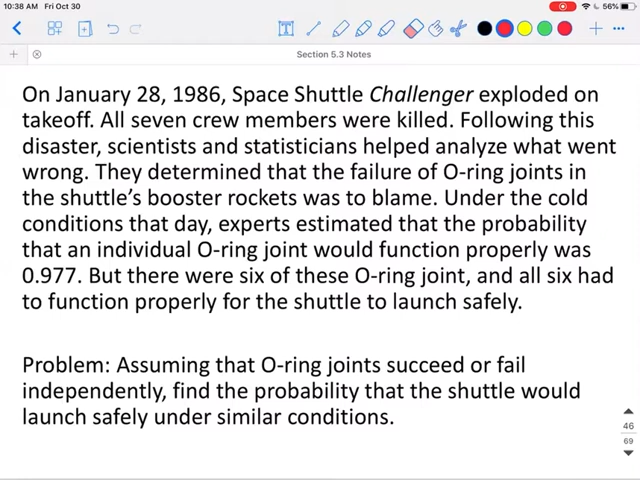 10:38 AM Fri Oct 30
56%
Section 5.3 Notes
On January 28, 1986, Space Shuttle Challenger exploded on
takeoff. All seven crew members were killed. Following this
disaster, scientists and statisticians helped analyze what went
wrong. They determined that the failure of O-ring joints in
the shuttle's booster rockets was to blame. Under the cold
conditions that day, experts estimated that the probability
that an individual O-ring joint would function properly was
0.977. But there were six of these O-ring joint, and all six had
to function properly for the shuttle to launch safely.
Problem: Assuming that O-ring joints succeed or fail
independently, find the probability that the shuttle would
launch safely under similar conditions.
46
69